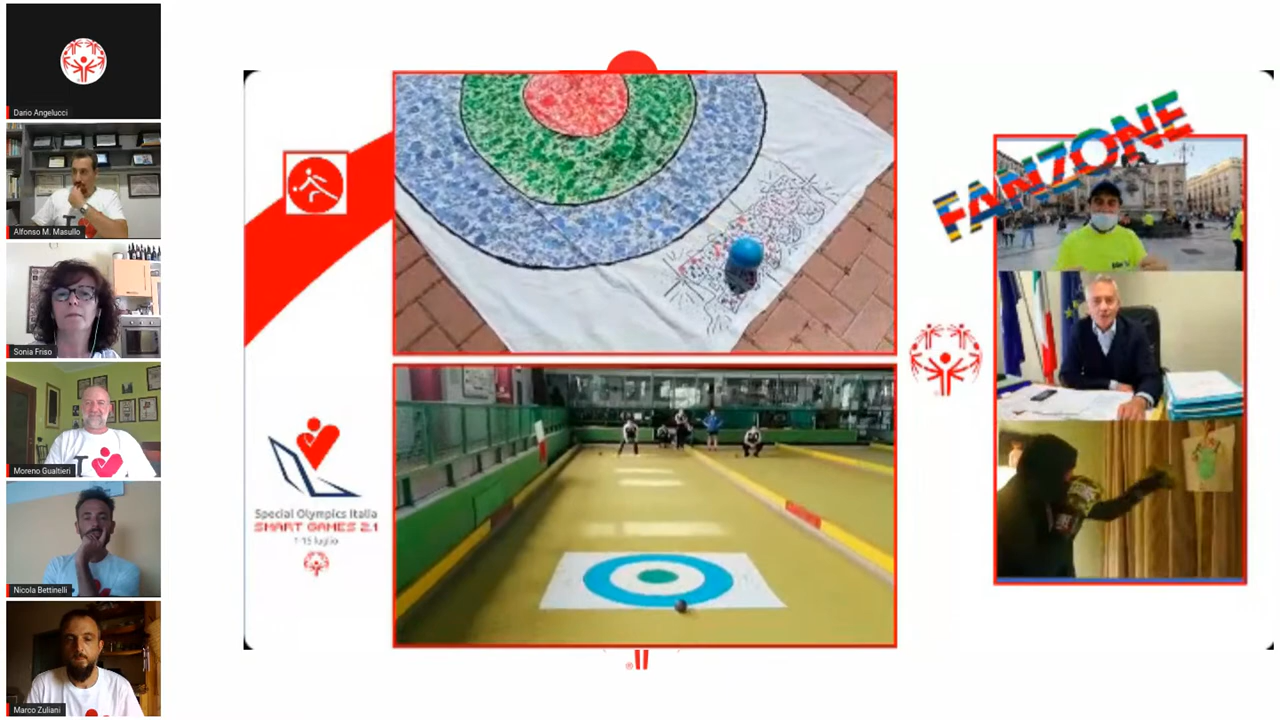 Dario Angelucci
Alfonso M. Masullo
Sonia Friso
Moreno Gualtieri
Nicola Bettinelli
Marco Zuliani
Special Olympics Italia
SMART GAMES 2.1
1-15 luglio
FANZONE